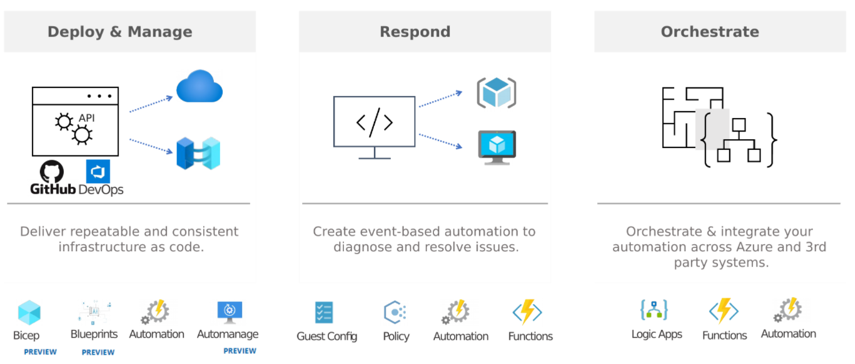 Deploy & Manage
Respond
Orchestrate
API
</>
GitHub DevOps
Deliver repeatable and consistent
infrastructure as code.
Create event-based automation to
diagnose and resolve issues.
Orchestrate & integrate your
automation across Azure and 3rd
party systems.
Bicep
PREVIEW
Blueprints
PREVIEW
Automation
Automanage
PREVIEW
Guest Config
Policy
Automation
Functions
Logic Apps
Functions
Automation